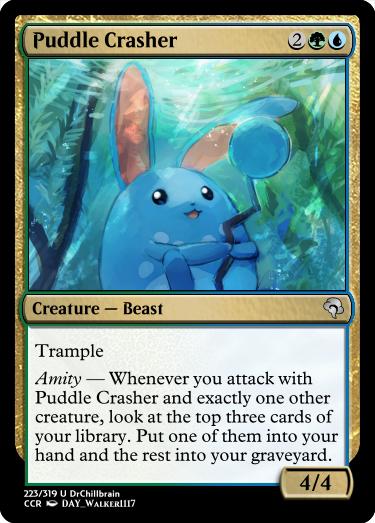 Puddle Crasher 2
Creature — Beast
Trample
Amity — Whenever you attack with
Puddle Crasher and exactly one other
creature, look at the top three cards of
your library. Put one of them into your
hand and the rest into your graveyard.
4/4
223/319 U DrChillbrain
CCR DAY_Walker1117